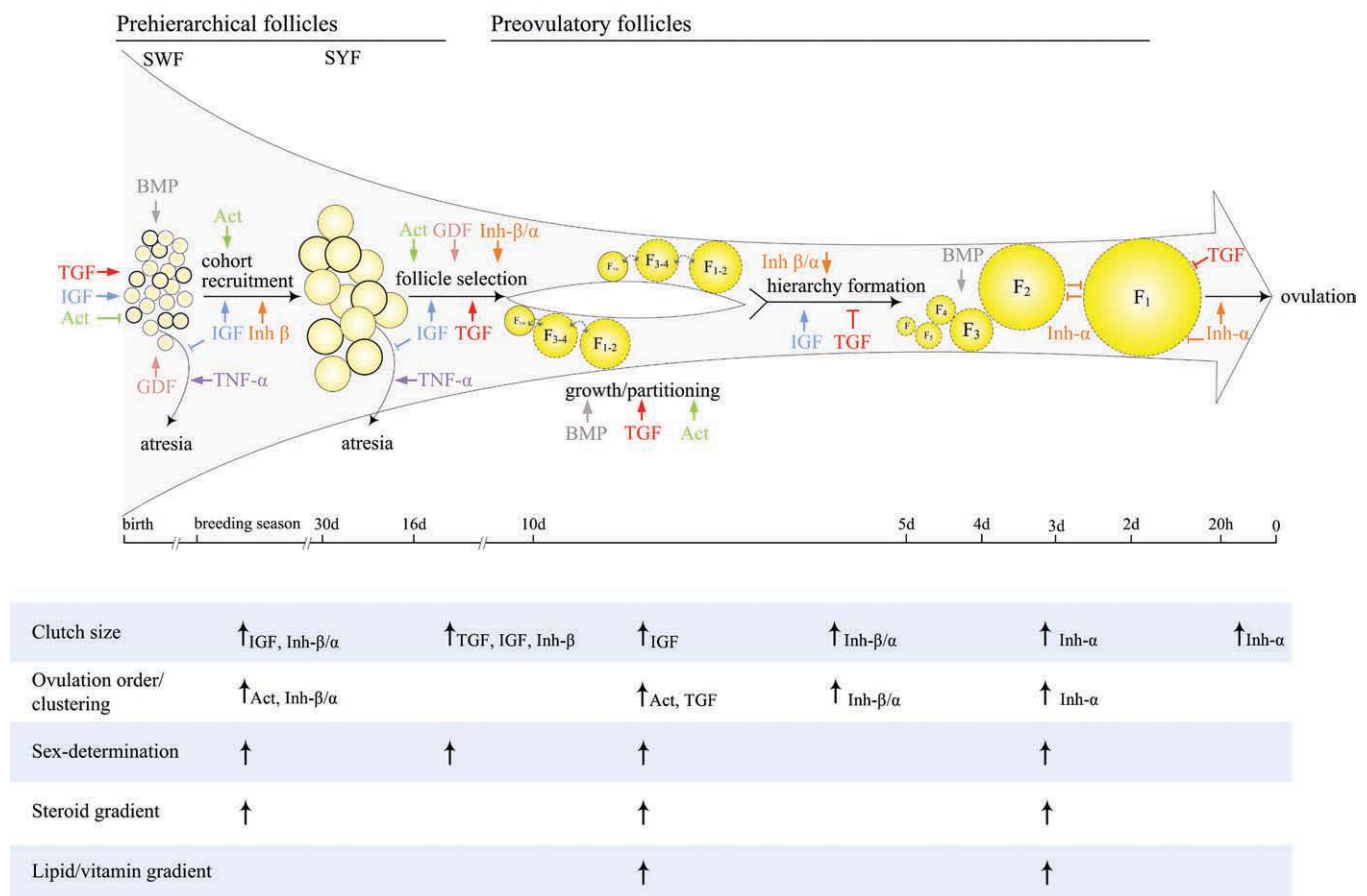 Prehierarchical follicles
Preovulatory follicles
SWF
SYF
BMP
TGF
IGF
Act
GDF
Act
cohort
recruitment
IGF
Inh β
TNF-α
atresia
Act
GDF
Inh-β/α
follicle selection
IGF
TGF
TNF-α
atresia
F3-4
F1-2
F3-4
F1-2
growth/partitioning
BMP
TGF
Act
Inh β/α
hierarchy formation
IGF
TGF
BMP
F
F5
F4
F3
F2
Inh-α
F1
TGF
Inh-α
ovulation
birth
breeding season
30d
16d
10d
5d
4d
3d
2d
20h
0
Clutch size
IGF, Inh-β/α
TGF, IGF, Inh-β
IGF
Inh-β/α
Inh-α
Inh-α
Ovulation order/
clustering
Act, Inh-β/α
Act, TGF
Inh-β/α
Inh-α
Sex-determination
Steroid gradient
Lipid/vitamin gradient